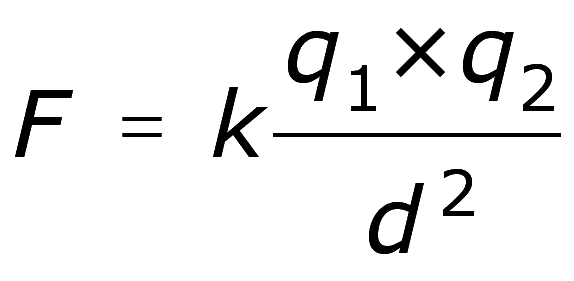 F = k q₁×q₂ / d²